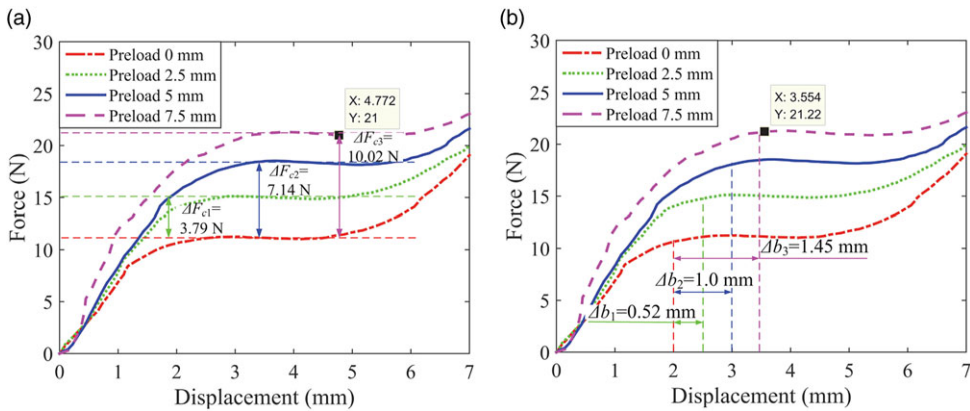 (a)
Force (N)
30
25
20
15
10
5
0
Preload 0 mm
Preload 2.5 mm
Preload 5 mm
Preload 7.5 mm
X: 4.772
Y: 21
ΔFc3=
10.02 N
ΔFc2=
7.14 N
ΔFc1=
3.79 N
0 1 2 3 4 5 6 7
Displacement (mm)
(b)
Force (N)
30
25
20
15
10
5
0
Preload 0 mm
Preload 2.5 mm
Preload 5 mm
Preload 7.5 mm
X: 3.554
Y: 21.22
Δb3=1.45 mm
Δb2=1.0 mm
Δb1=0.52 mm
0 1 2 3 4 5 6 7
Displacement (mm)